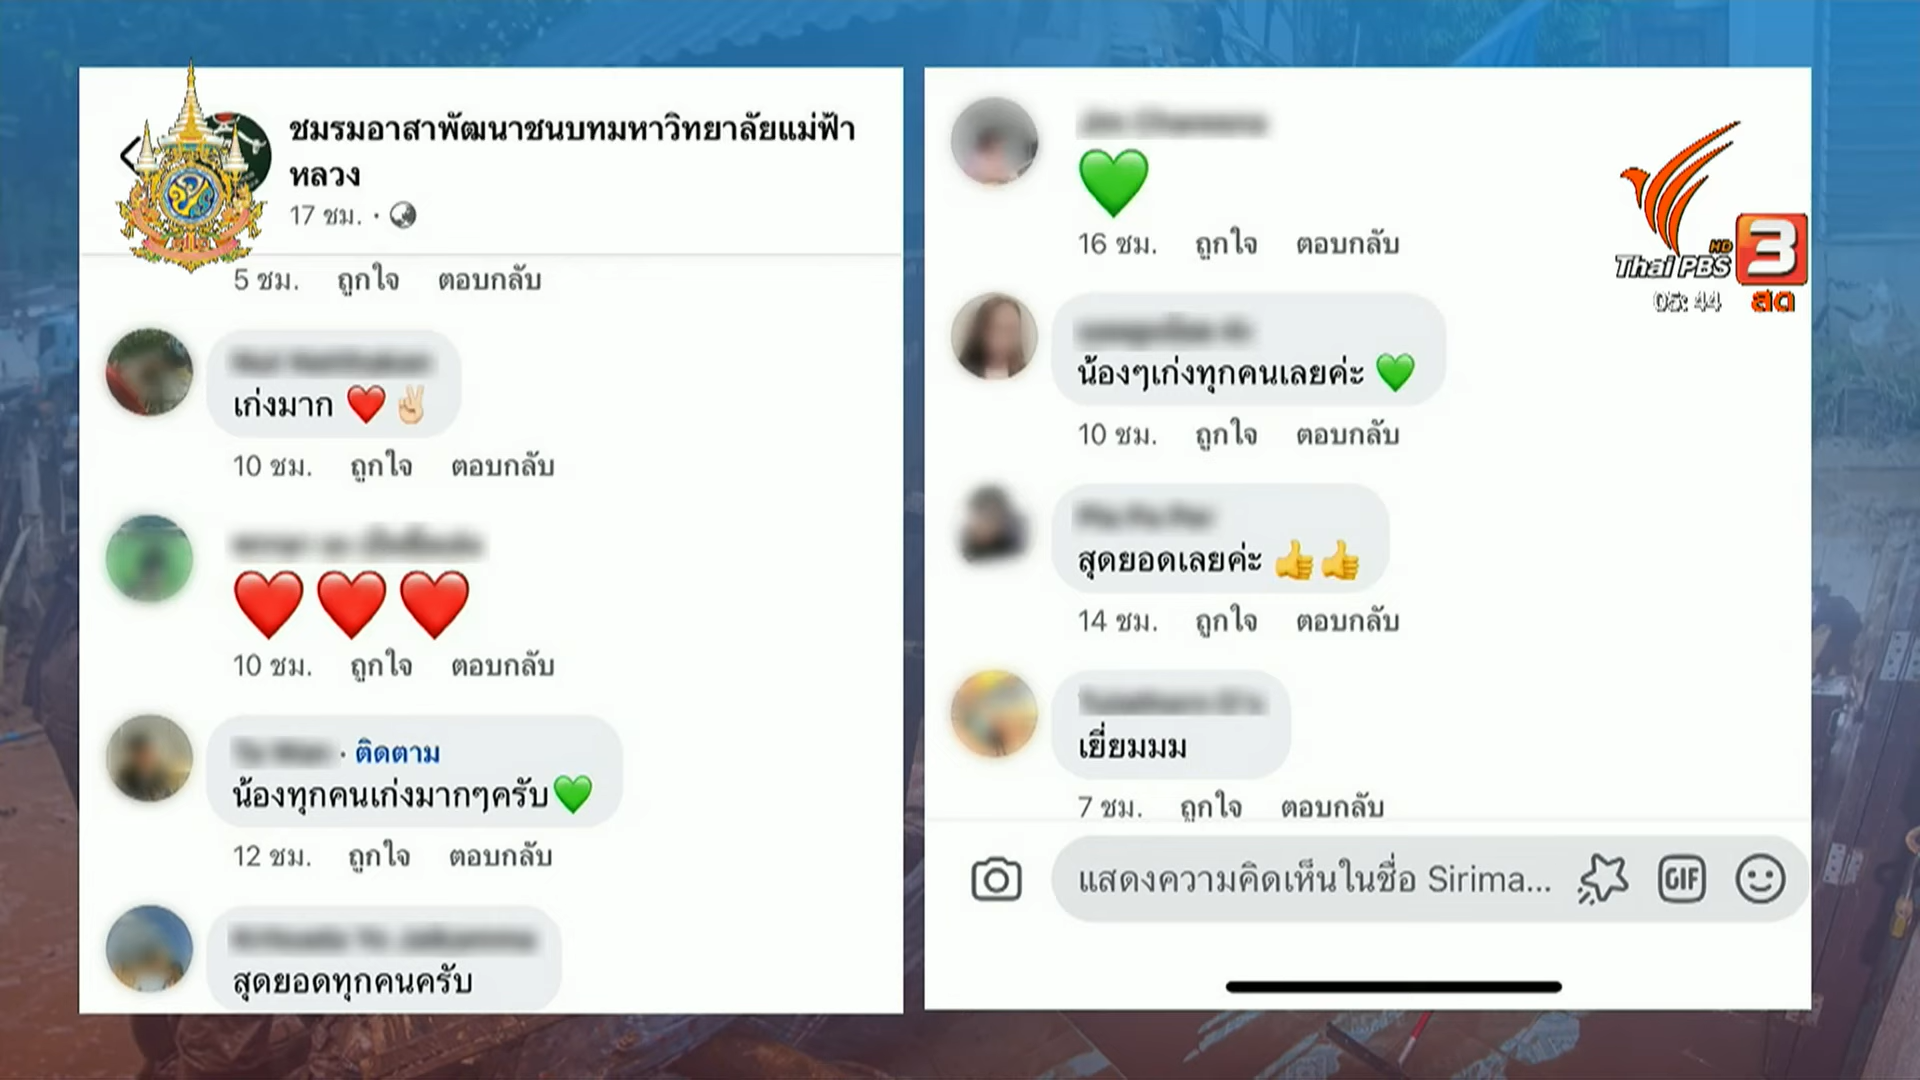 ชมรมอาสาพัฒนาชนบทมหาวิทยาลัยแม่ฟ้า
หลวง
17 ชม. ·
5 ชม. ถูกใจ ตอบกลับ
เก่งมาก ❤️✌🏻
10 ชม. ถูกใจ ตอบกลับ
❤️❤️❤️
10 ชม. ถูกใจ ตอบกลับ
· ติดตาม
น้องทุกคนเก่งมากๆครับ💚
12 ชม. ถูกใจ ตอบกลับ
สุดยอดทุกคนครับ
💚
16 ชม. ถูกใจ ตอบกลับ
น้องๆเก่งทุกคนเลยค่ะ 💚
10 ชม. ถูกใจ ตอบกลับ
สุดยอดเลยค่ะ 👍👍
14 ชม. ถูกใจ ตอบกลับ
เยี่ยมมม
7 ชม. ถูกใจ ตอบกลับ
แสดงความคิดเห็นในชื่อ Sirima...
GIF
HD
Thai PBS 3
05:44 สด